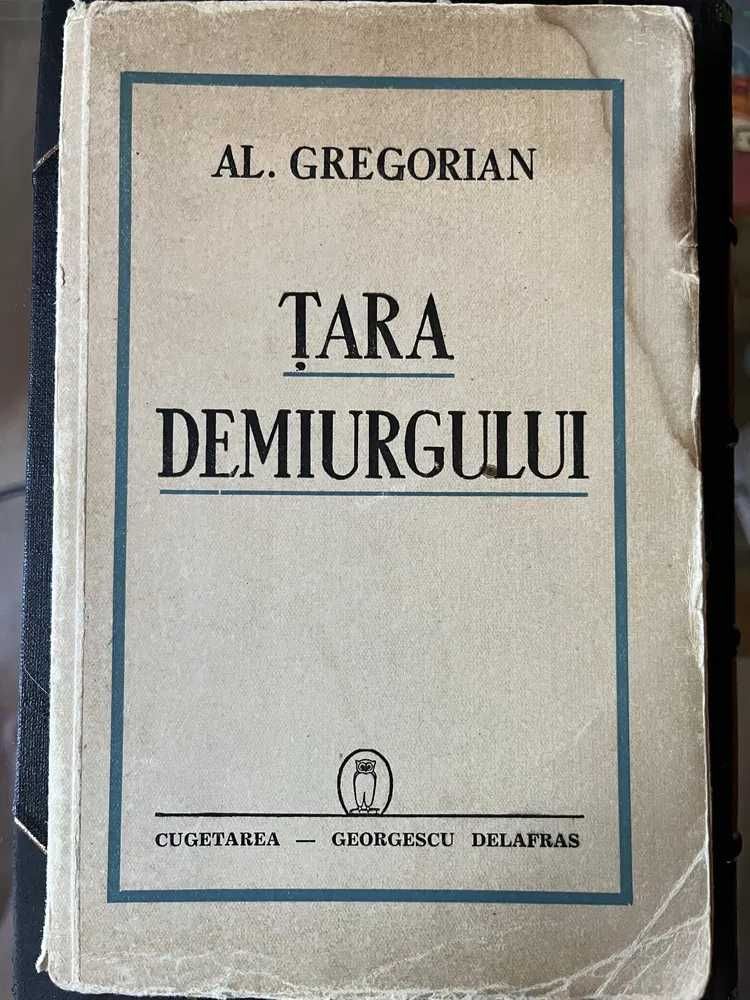 AL. GREGORIAN
ȚARA
DEMIURGULUI
CUGETAREA — GEORGESCU DELAFRAS